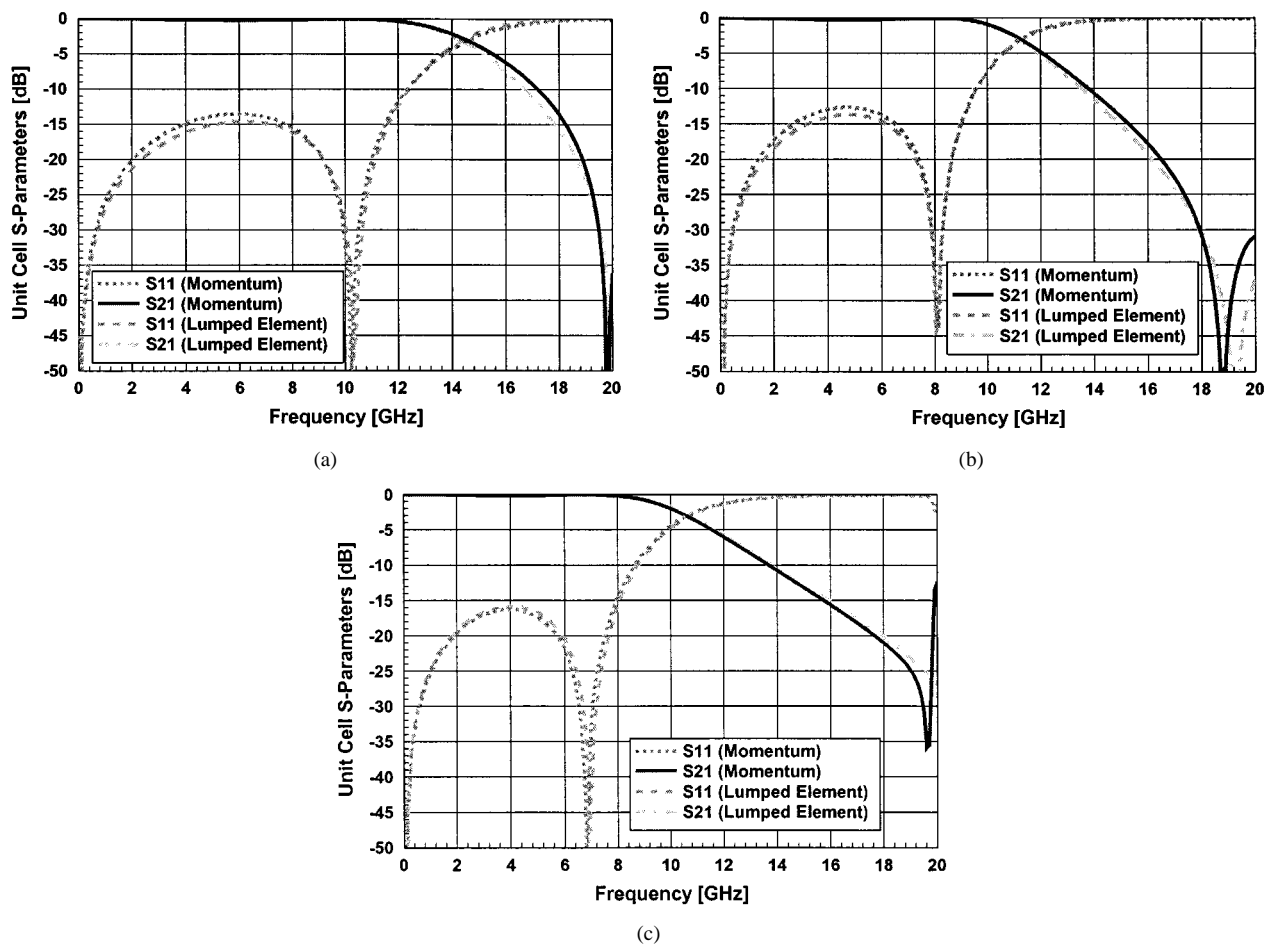 0
-5
-10
-15
-20
-25
-30
-35
-40
-45
-50
Unit Cell S-Parameters [dB]
S11 (Momentum)
S21 (Momentum)
S11 (Lumped Element)
S21 (Lumped Element)
0 2 4 6 8 10 12 14 16 18 20
Frequency [GHz]
(a)
0
-5
-10
-15
-20
-25
-30
-35
-40
-45
-50
Unit Cell S-Parameters [dB]
S11 (Momentum)
S21 (Momentum)
S11 (Lumped Element)
S21 (Lumped Element)
0 2 4 6 8 10 12 14 16 18 20
Frequency [GHz]
(b)
0
-5
-10
-15
-20
-25
-30
-35
-40
-45
-50
Unit Cell S-Parameters [dB]
S11 (Momentum)
S21 (Momentum)
S11 (Lumped Element)
S21 (Lumped Element)
0 2 4 6 8 10 12 14 16 18 20
Frequency [GHz]
(c)